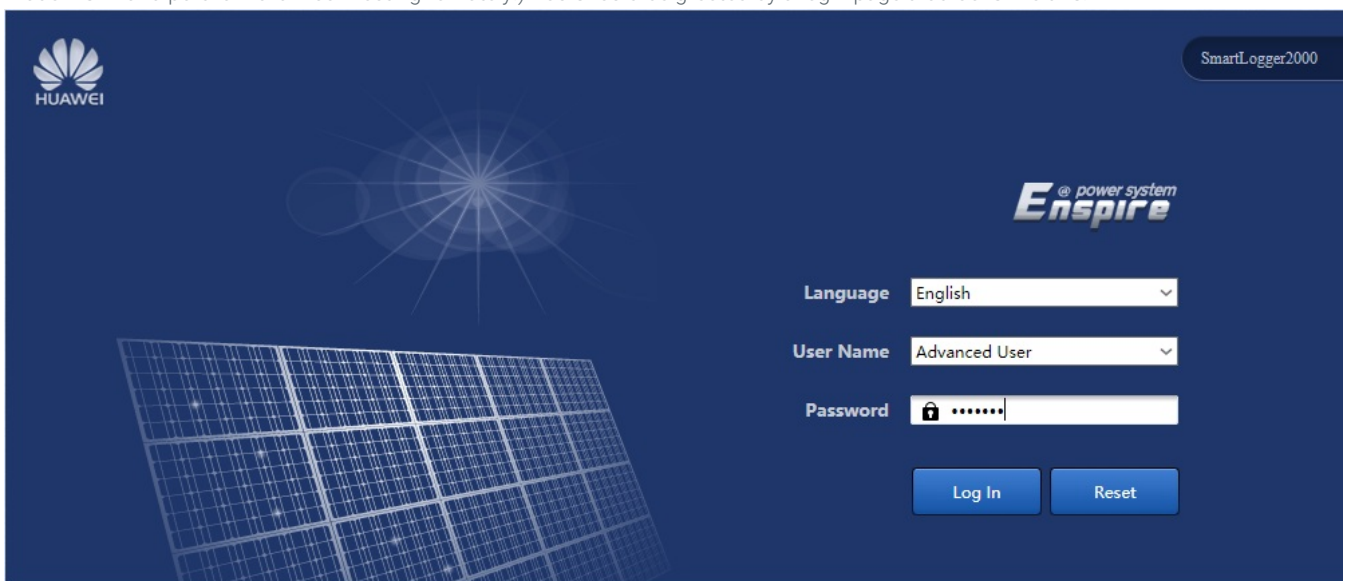 HUAWEI
SmartLogger2000
@ power system
Enspire
Language English
User Name Advanced User
Password •••••••
Log In Reset